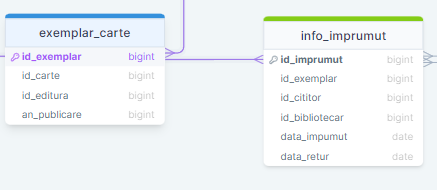 exemplar_carte
id_exemplar bigint
id_carte bigint
id_editura bigint
an_publicare bigint
info_imprumut
id_imprumut bigint
id_exemplar bigint
id_cititor bigint
id_bibliotecar bigint
data_impumut date
data_retur date